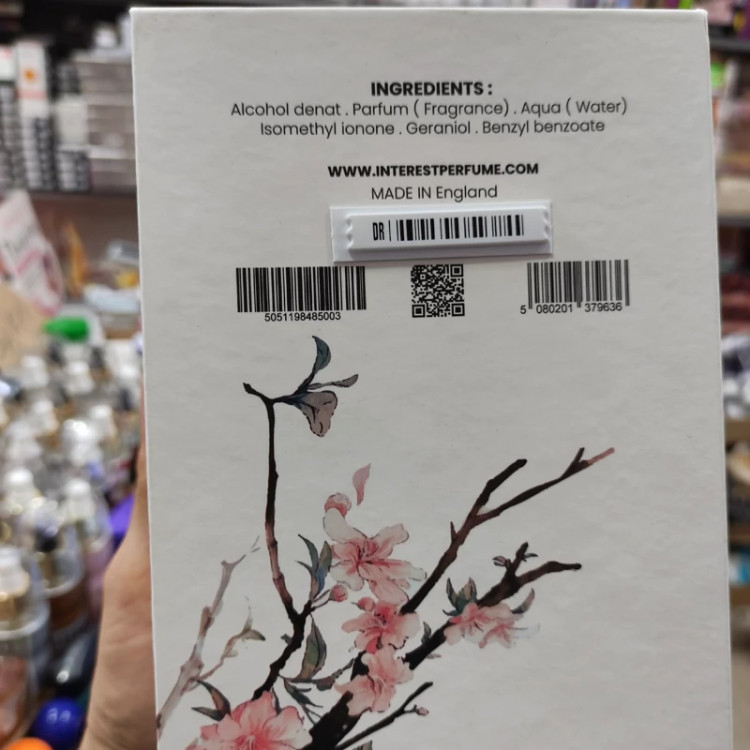 INGREDIENTS :
Alcohol denat . Parfum ( Fragrance) . Aqua ( Water)
Isomethyl ionone . Geraniol . Benzyl benzoate
WWW.INTERESTPERFUME.COM
MADE IN England
DR
5051198485003
5 080201 379636